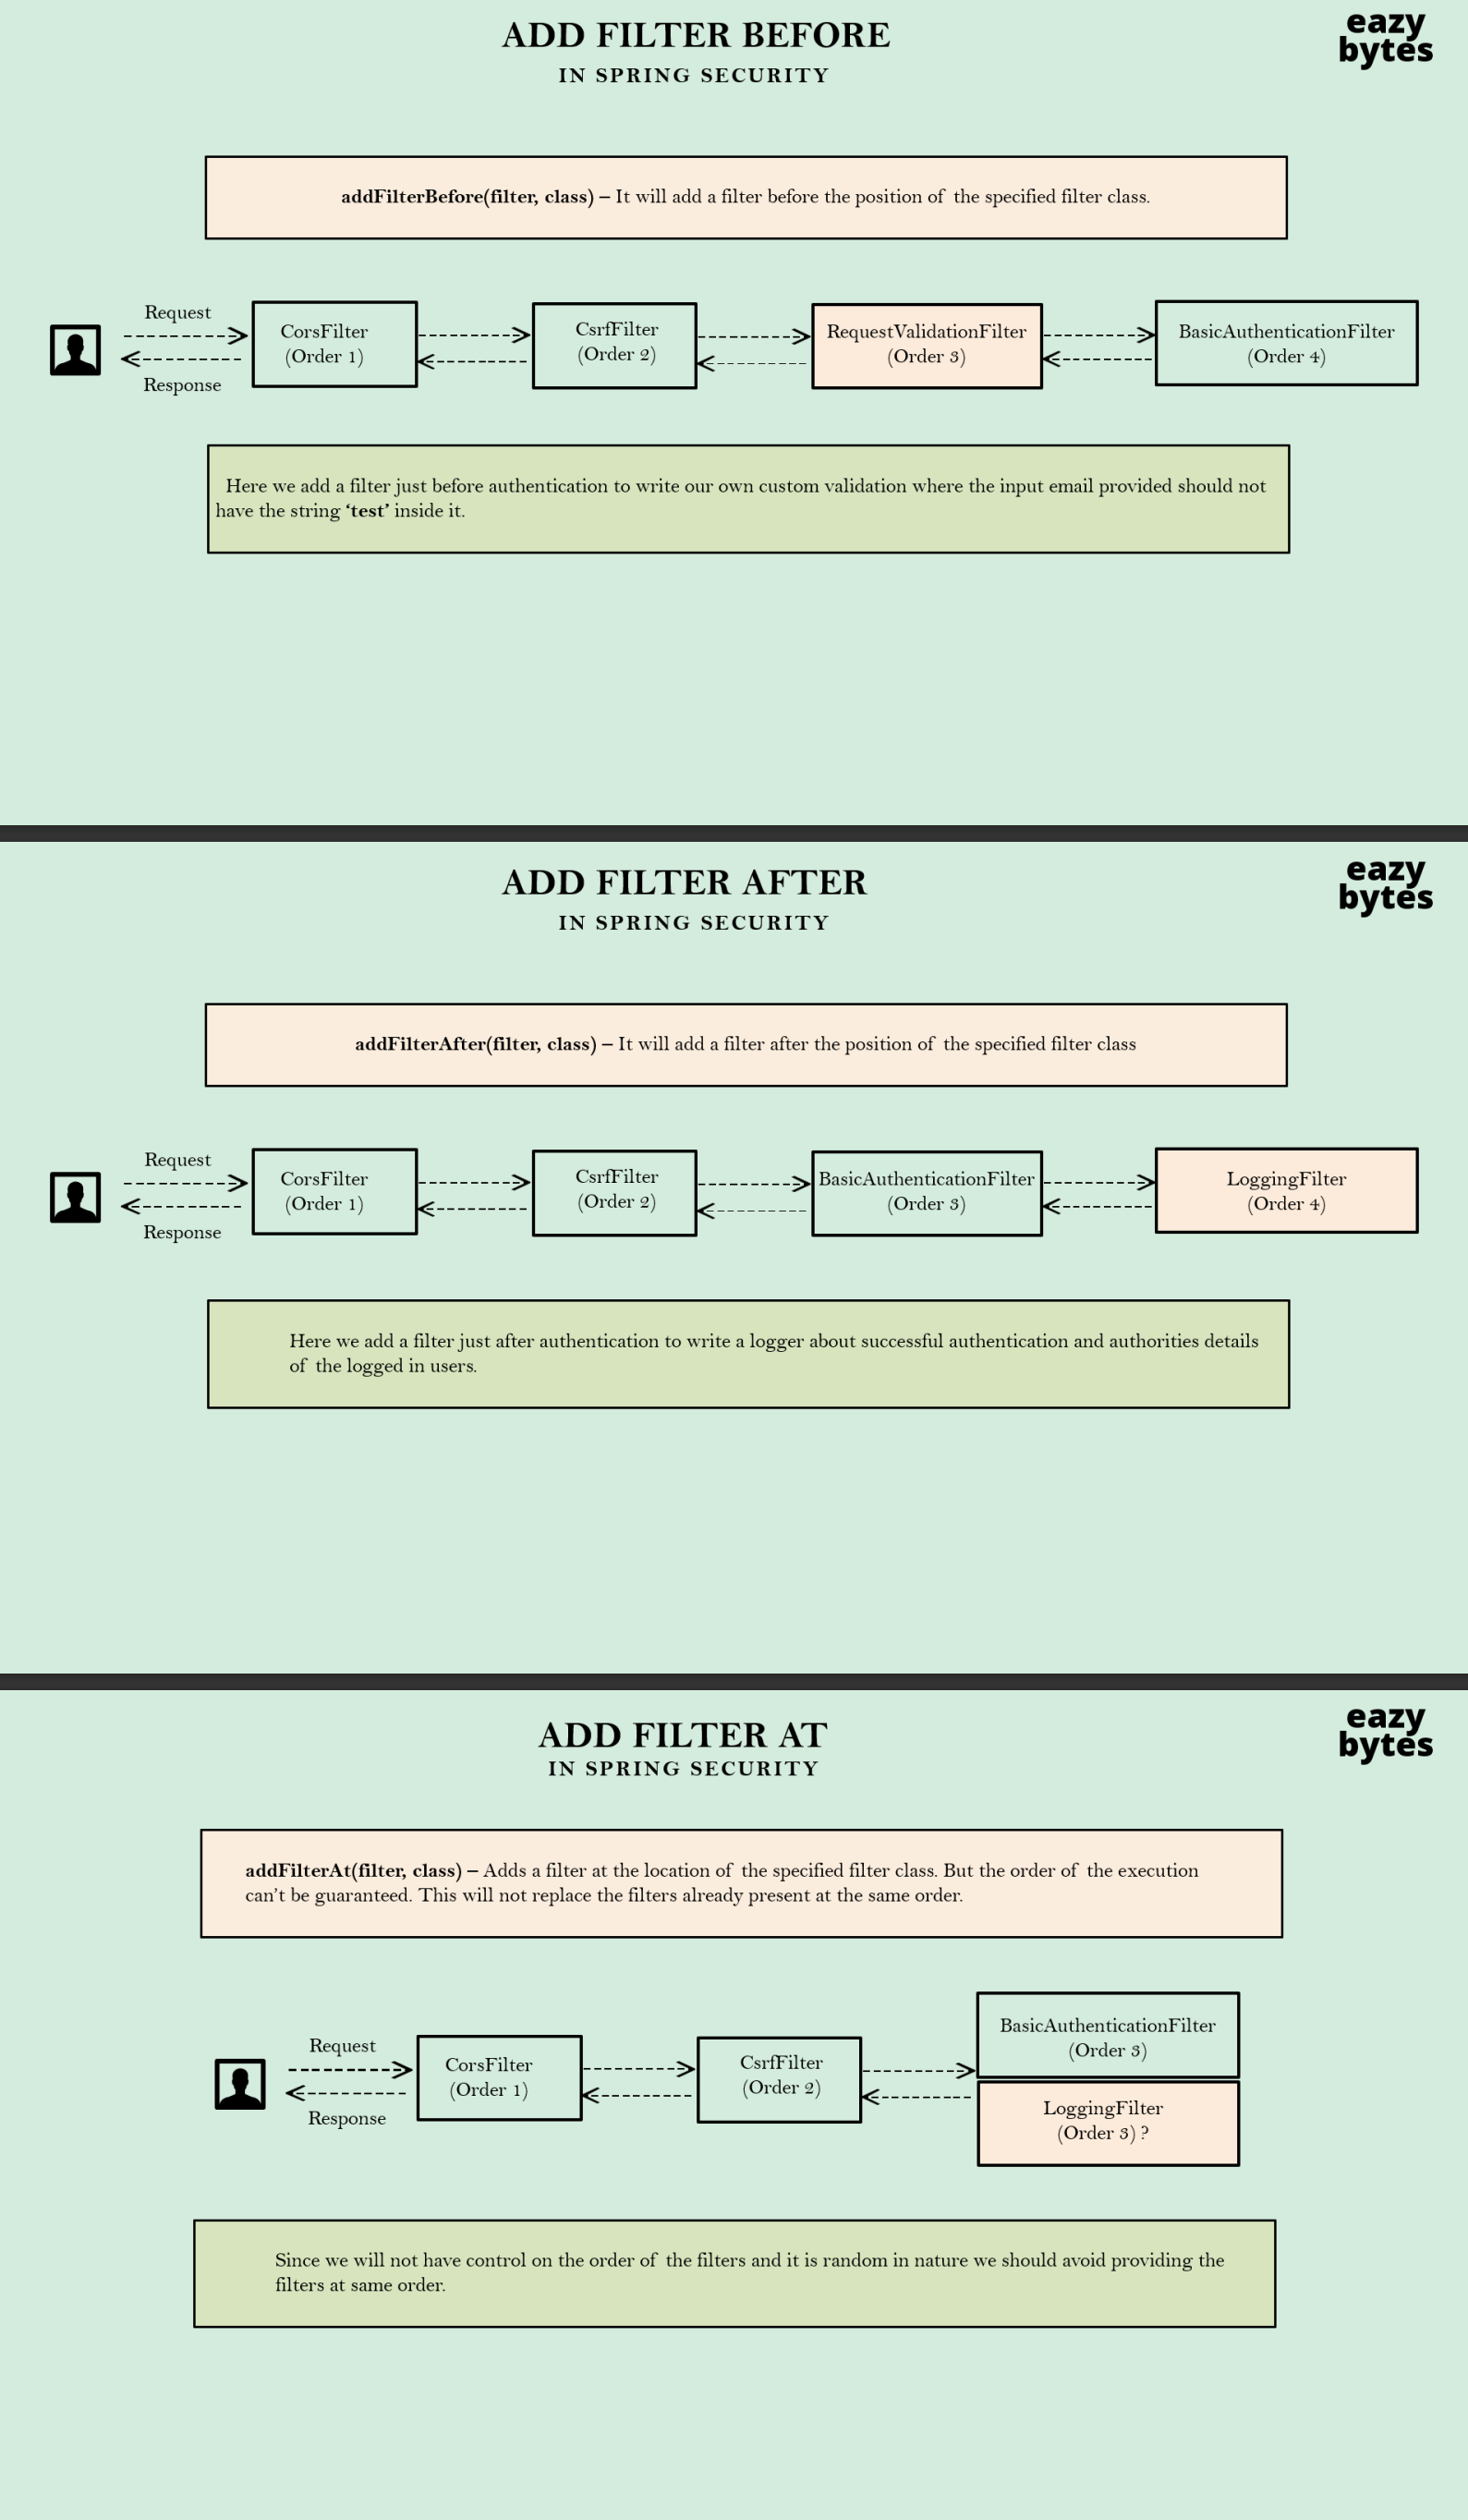 ADD FILTER BEFORE
IN SPRING SECURITY
eazy
bytes
addFilterBefore(filter, class) – It will add a filter before the position of the specified filter class.
Request
Response
CorsFilter
(Order 1)
CsrfFilter
(Order 2)
RequestValidationFilter
(Order 3)
BasicAuthenticationFilter
(Order 4)
Here we add a filter just before authentication to write our own custom validation where the input email provided should not
have the string ‘test’ inside it.
ADD FILTER AFTER
IN SPRING SECURITY
eazy
bytes
addFilterAfter(filter, class) – It will add a filter after the position of the specified filter class
Request
Response
CorsFilter
(Order 1)
CsrfFilter
(Order 2)
BasicAuthenticationFilter
(Order 3)
LoggingFilter
(Order 4)
Here we add a filter just after authentication to write a logger about successful authentication and authorities details
of the logged in users.
ADD FILTER AT
IN SPRING SECURITY
eazy
bytes
addFilterAt(filter, class) – Adds a filter at the location of the specified filter class. But the order of the execution
can’t be guaranteed. This will not replace the filters already present at the same order.
Request
Response
CorsFilter
(Order 1)
CsrfFilter
(Order 2)
BasicAuthenticationFilter
(Order 3)
LoggingFilter
(Order 3) ?
Since we will not have control on the order of the filters and it is random in nature we should avoid providing the
filters at same order.